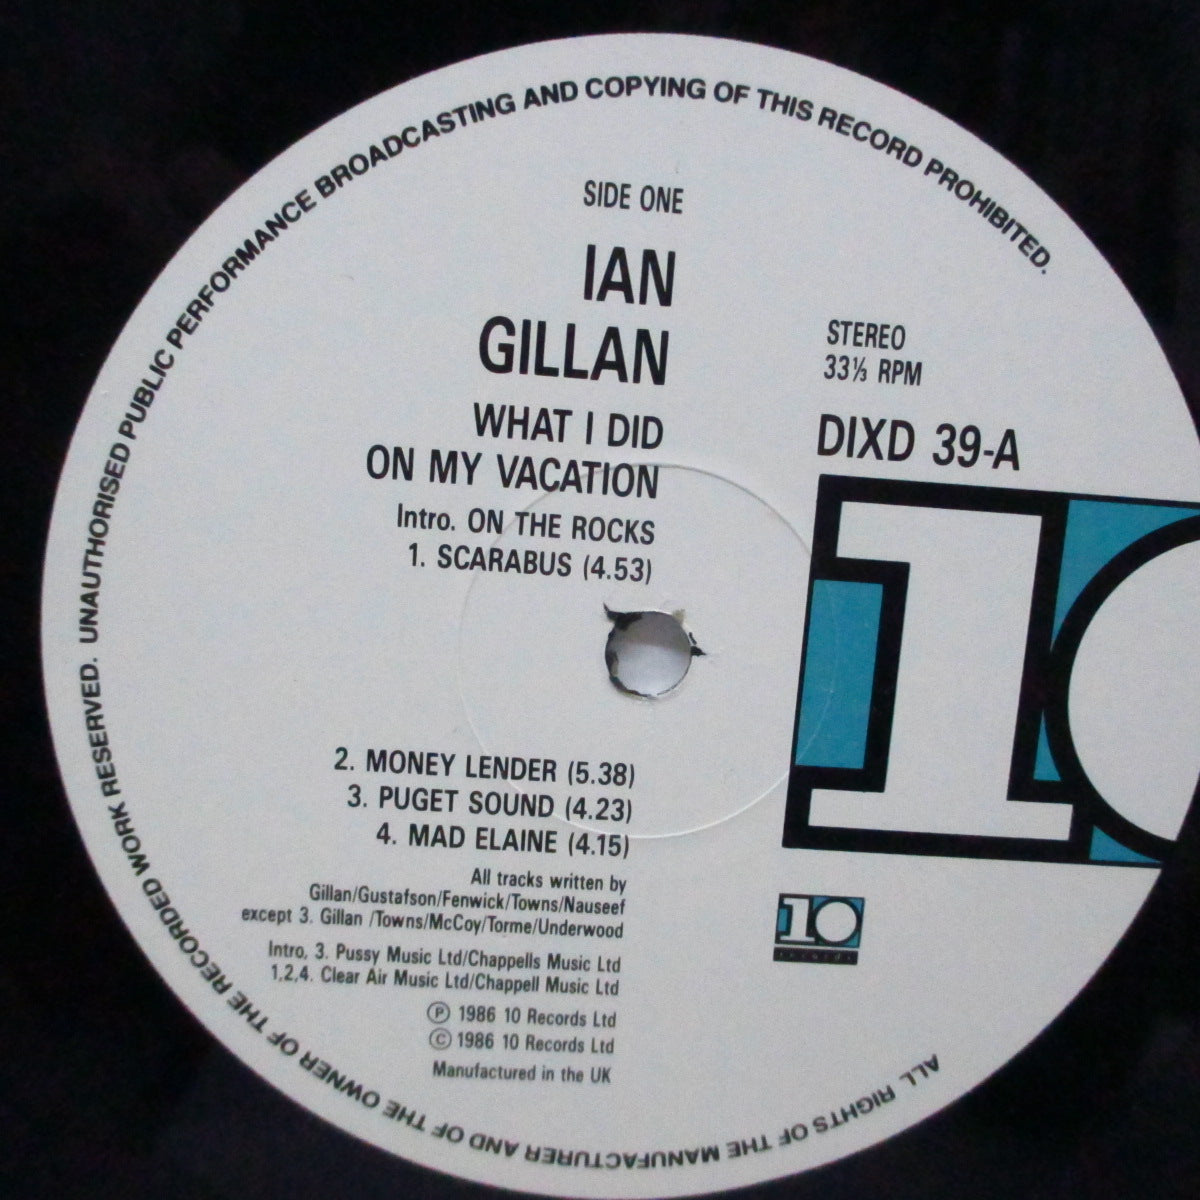 UNAUTHORISED PUBLIC PERFORMANCE BROADCASTING AND COPYING OF THIS RECORD PROHIBITED.
SIDE ONE
IAN
GILLAN
WHAT I DID
ON MY VACATION
Intro. ON THE ROCKS
1. SCARABUS (4.53)
STEREO
33⅓ RPM
DIXD 39-A
10
2. MONEY LENDER (5.38)
3. PUGET SOUND (4.23)
4. MAD ELAINE (4.15)
All tracks written by
Gillan/Gustafson/Fenwick/Towns/Nauseef
except 3. Gillan /Towns/McCoy/Torme/Underwood
Intro, 3. Pussy Music Ltd/Chappells Music Ltd
1,2,4. Clear Air Music Ltd/Chappell Music Ltd
Ⓟ 1986 10 Records Ltd
© 1986 10 Records Ltd
Manufactured in the UK
10
records
ALL RIGHTS OF THE MANUFACTURER AND OF THE OWNER OF THE RECORDED WORK RESERVED.